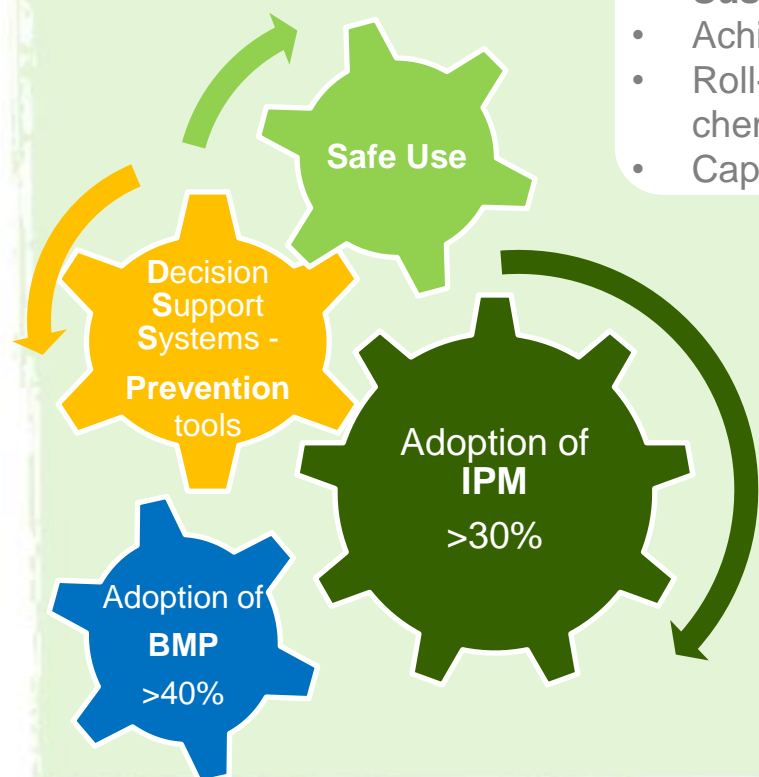 • Achi
• Roll-
cher
• Cap
Safe Use
Decision
Support
Systems -
Prevention
tools
Adoption of
IPM
>30%
Adoption of
BMP
>40%